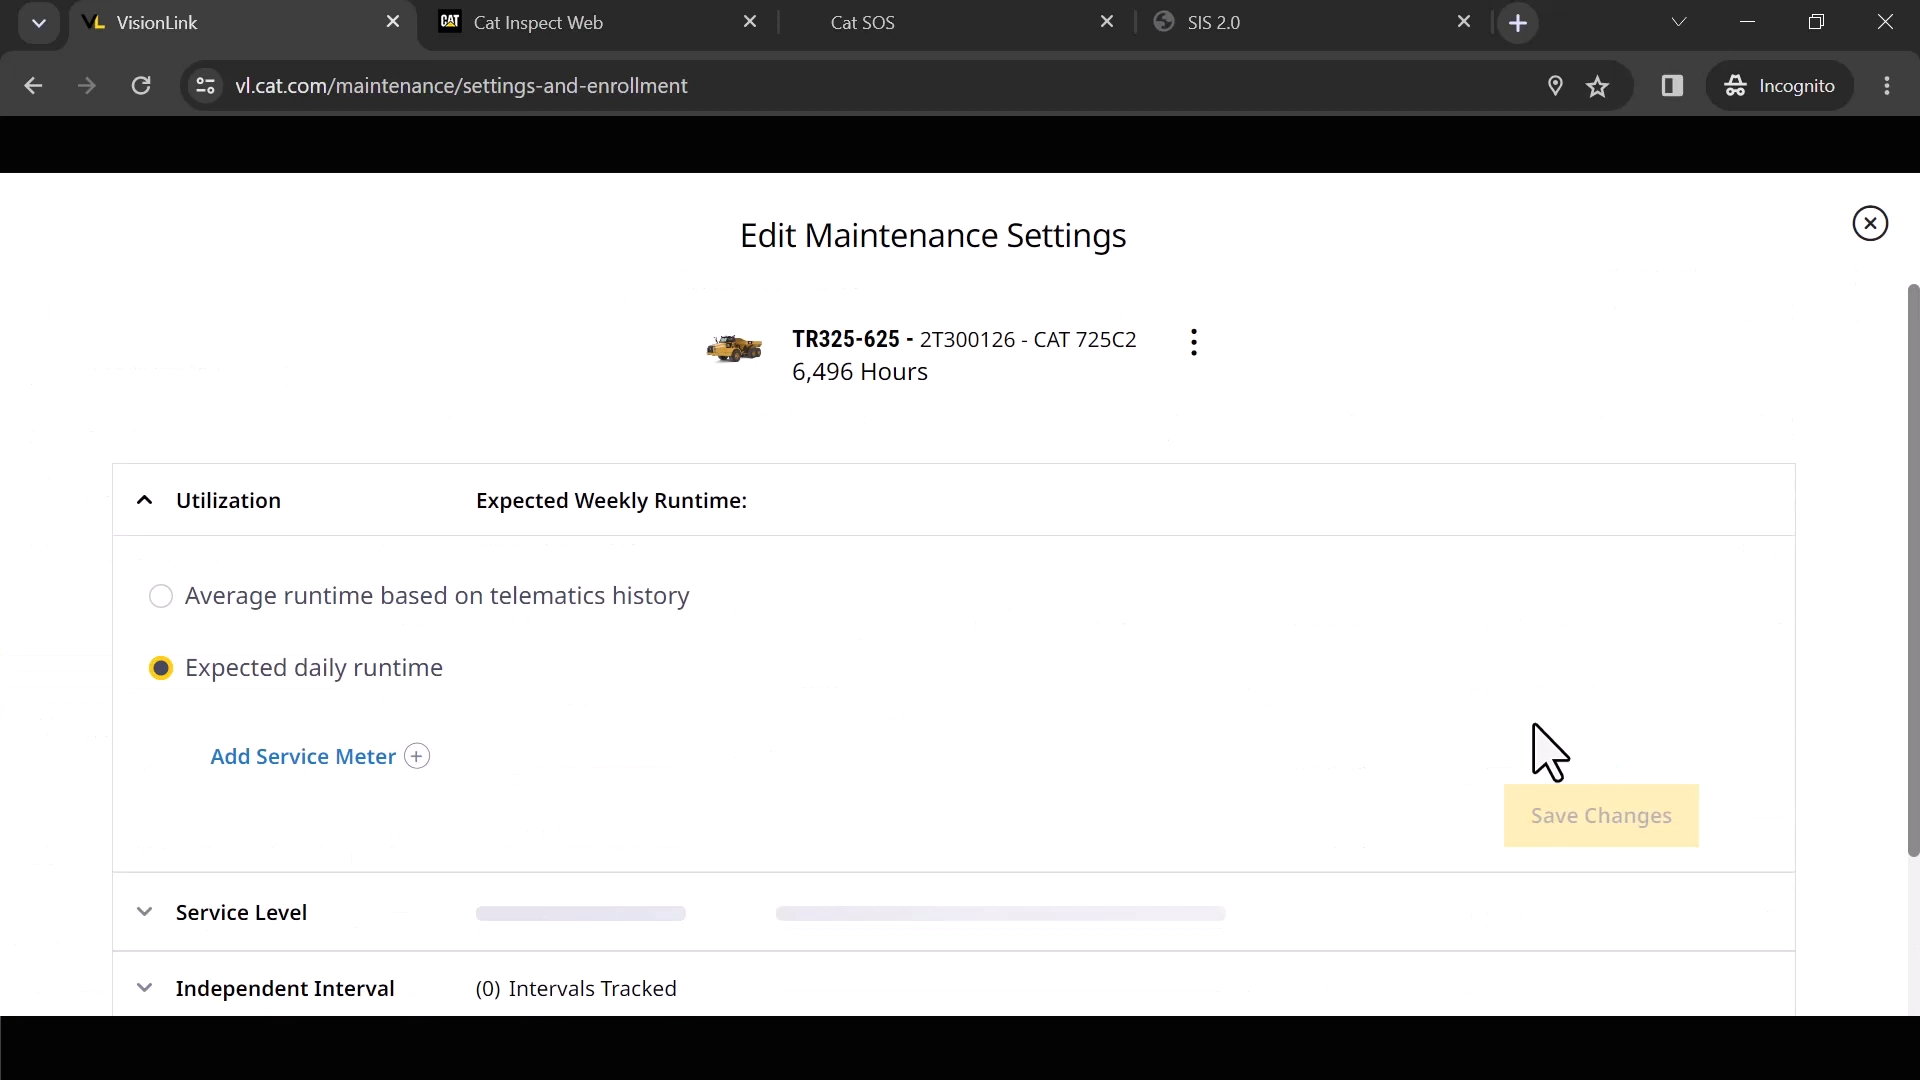 VL VisionLink
CAT Cat Inspect Web
Cat SOS
SIS 2.0
vl.cat.com/maintenance/settings-and-enrollment
Incognito
Edit Maintenance Settings
TR325-625 - 2T300126 - CAT 725C2
6,496 Hours
Utilization Expected Weekly Runtime:
Average runtime based on telematics history
Expected daily runtime
Add Service Meter
Save Changes
Service Level
Independent Interval (0) Intervals Tracked